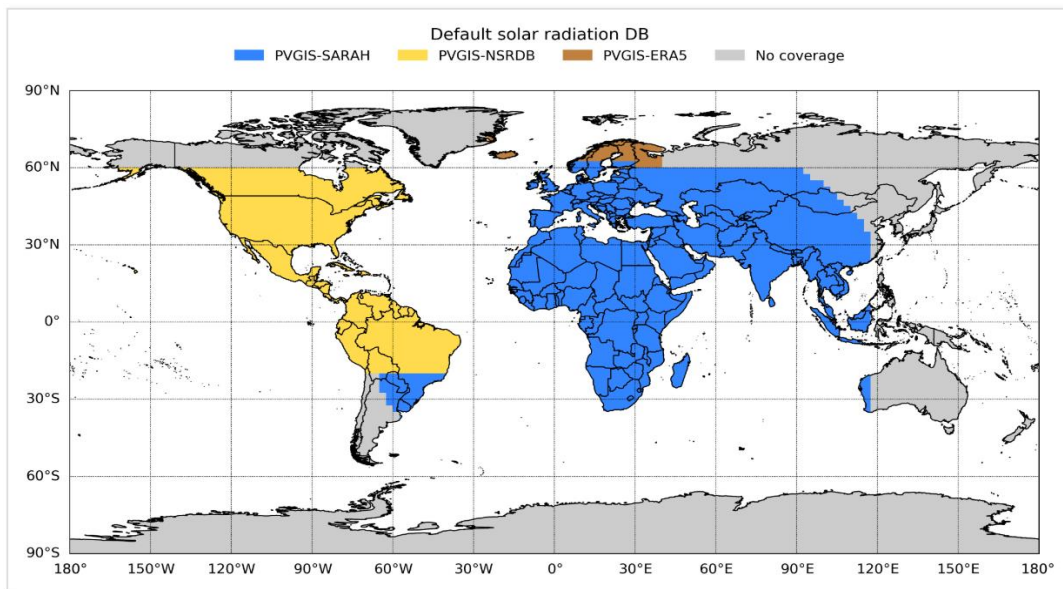 Default solar radiation DB
PVGIS-SARAH PVGIS-NSRDB PVGIS-ERA5 No coverage
90°N
60°N
30°N
0°
30°S
60°S
90°S
180° 150°W 120°W 90°W 60°W 30°W 0° 30°E 60°E 90°E 120°E 150°E 180°